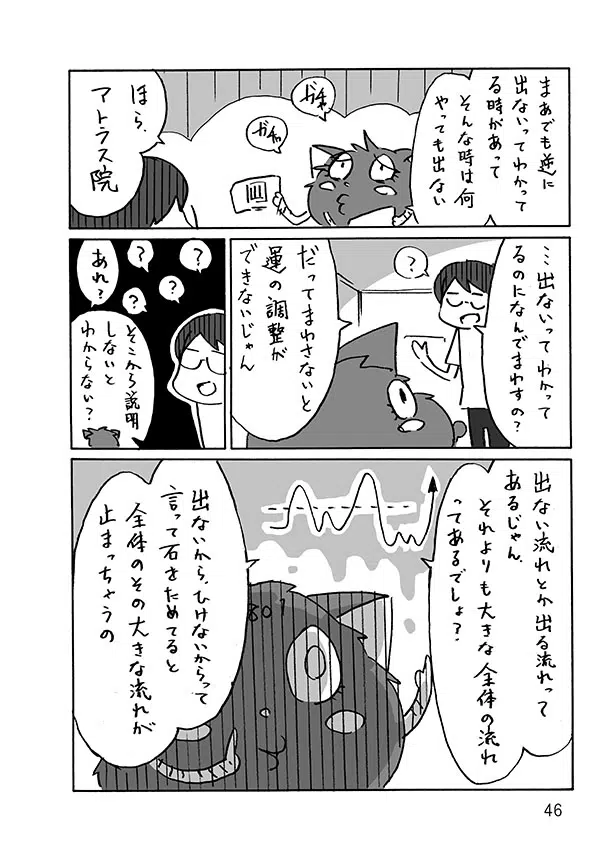 まあでも逆に
出ないってわかって
る時があって
そんな時は何
やっても出ない
ガチャ
ガチャ
ほら、
アトラス院
…出ないってわかって
るのになんでまわすの?
?
だってまわさないと
運の調整が
できないじゃん
?
?
?
?
あれ?
そこから説明
しないと
わからない?
出ない流れとか出る流れって
あるじゃん。
それよりも大きな全体の流れ
ってあるでしょ?
801
出ないから、ひけないからって
言って石をためてると
全体のその大きな流れが
止まっちゃうの
46